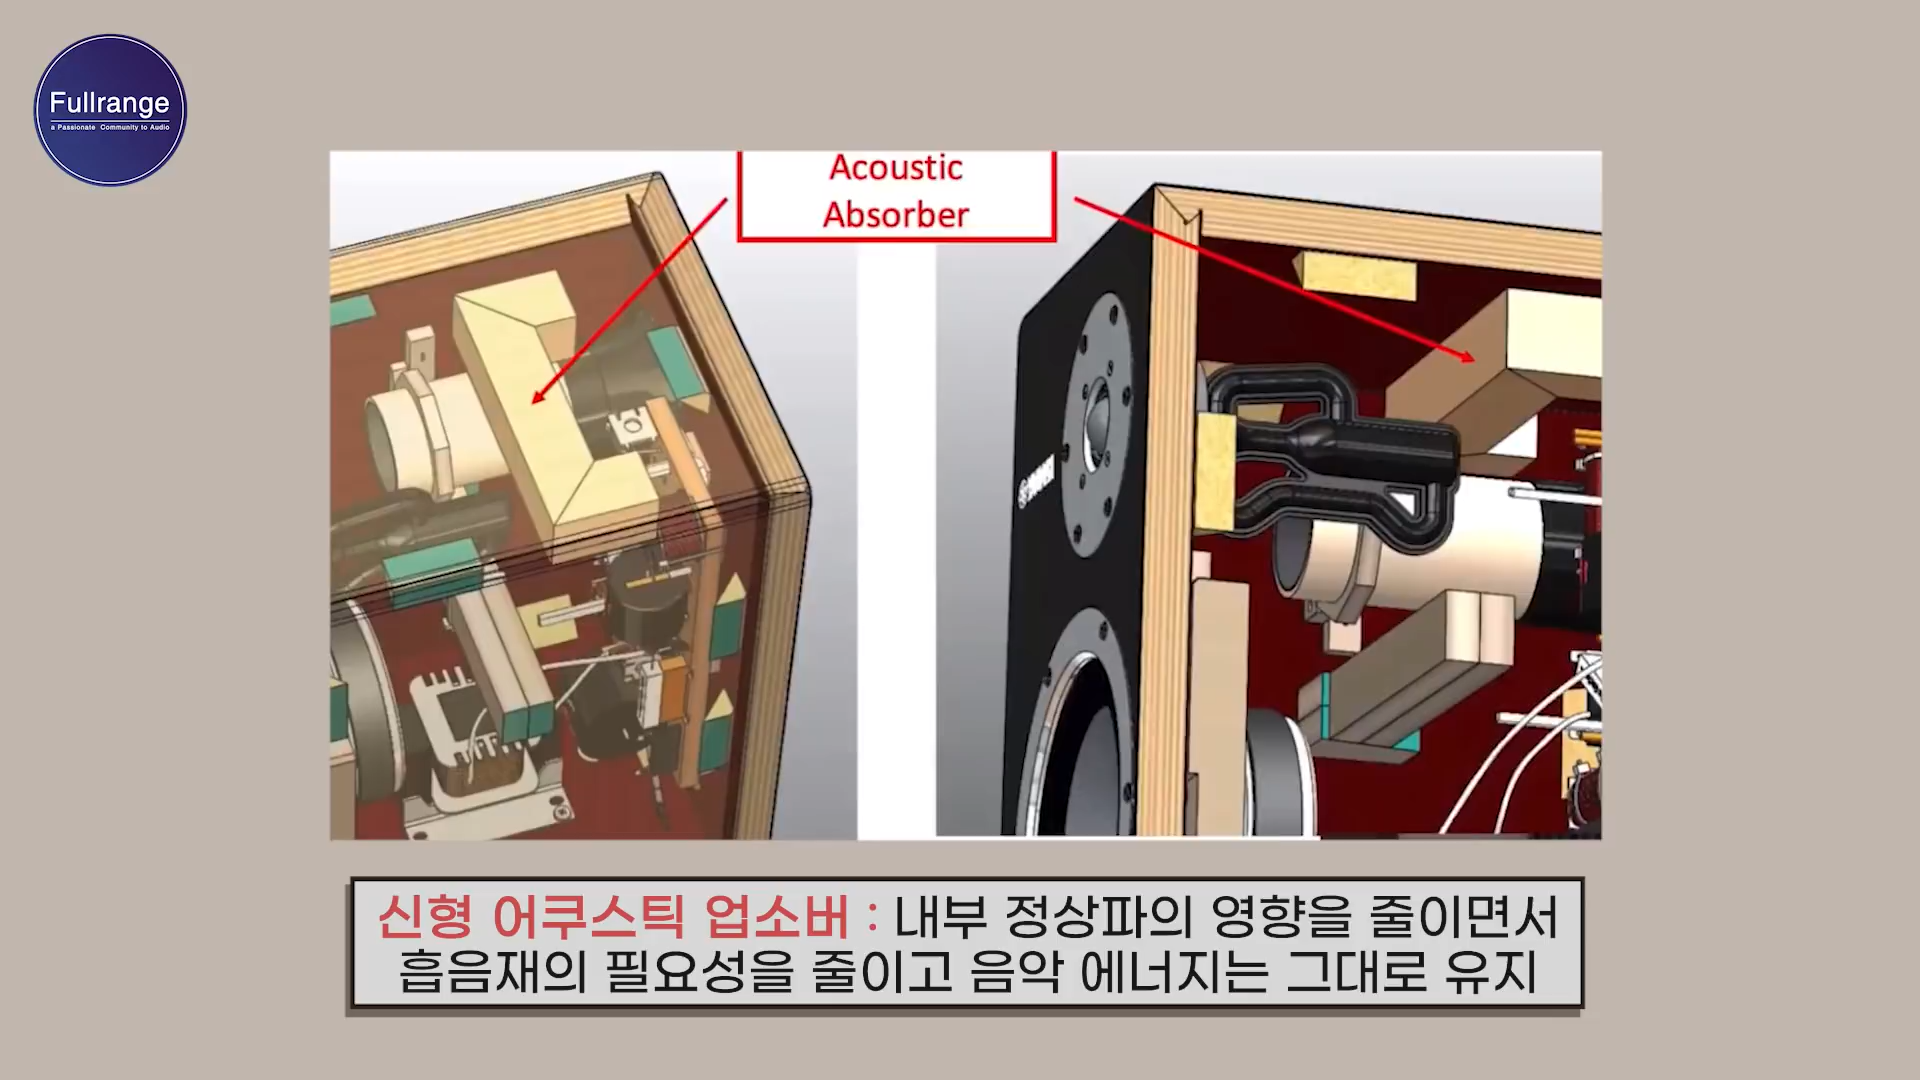 Fullrange
a Passionate Community to Audio
Acoustic
Absorber
신형 어쿠스틱 업소버 : 내부 정상파의 영향을 줄이면서
흡음재의 필요성을 줄이고 음악 에너지는 그대로 유지